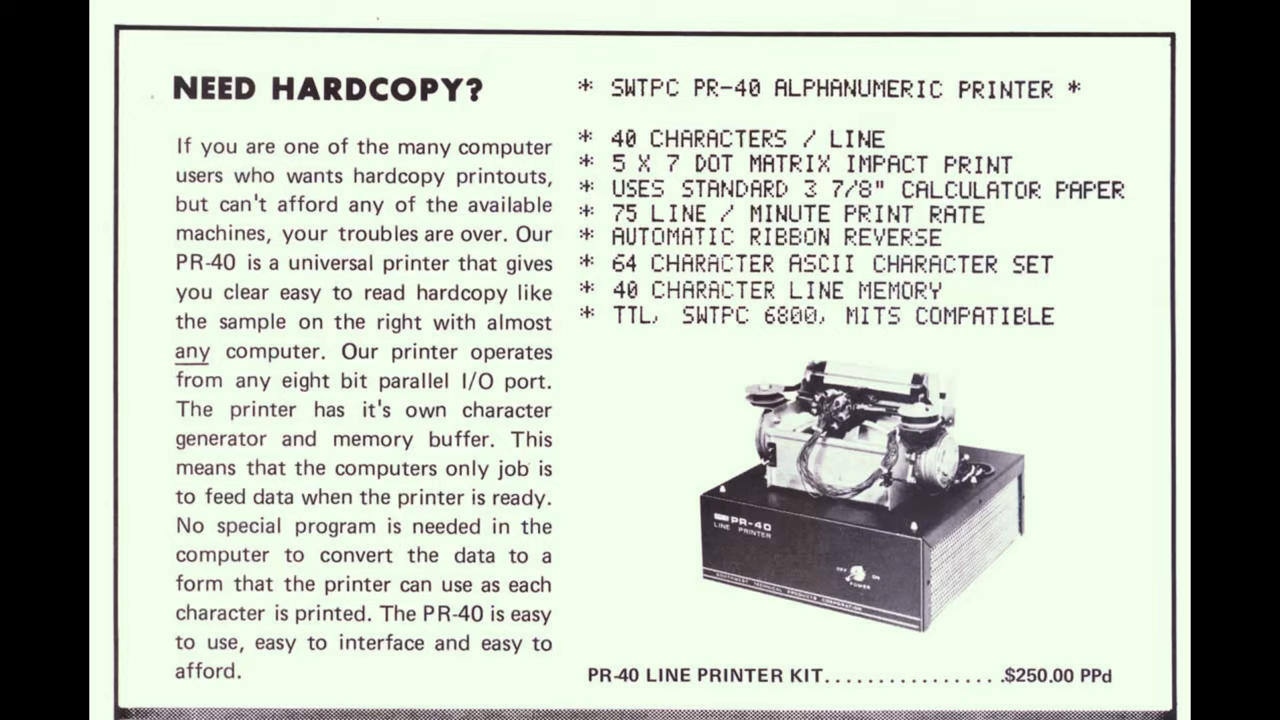 NEED HARDCOPY?
If you are one of the many computer
users who wants hardcopy printouts,
but can't afford any of the available
machines, your troubles are over. Our
PR-40 is a universal printer that gives
you clear easy to read hardcopy like
the sample on the right with almost
any computer. Our printer operates
from any eight bit parallel I/O port.
The printer has it's own character
generator and memory buffer. This
means that the computers only job is
to feed data when the printer is ready.
No special program is needed in the
computer to convert the data to a
form that the printer can use as each
character is printed. The PR-40 is easy
to use, easy to interface and easy to
afford.
* SWTPC PR-40 ALPHANUMERIC PRINTER *
* 40 CHARACTERS / LINE
* 5 X 7 DOT MATRIX IMPACT PRINT
* USES STANDARD 3 7/8" CALCULATOR PAPER
* 75 LINE / MINUTE PRINT RATE
* AUTOMATIC RIBBON REVERSE
* 64 CHARACTER ASCII CHARACTER SET
* 40 CHARACTER LINE MEMORY
* TTL, SWTPC 6800, MITS COMPATIBLE
PR-40
LINE PRINTER
OFF ON
POWER
SOUTHWEST TECHNICAL PRODUCTS CORPORATION
PR-40 LINE PRINTER KIT.................$250.00 PPd